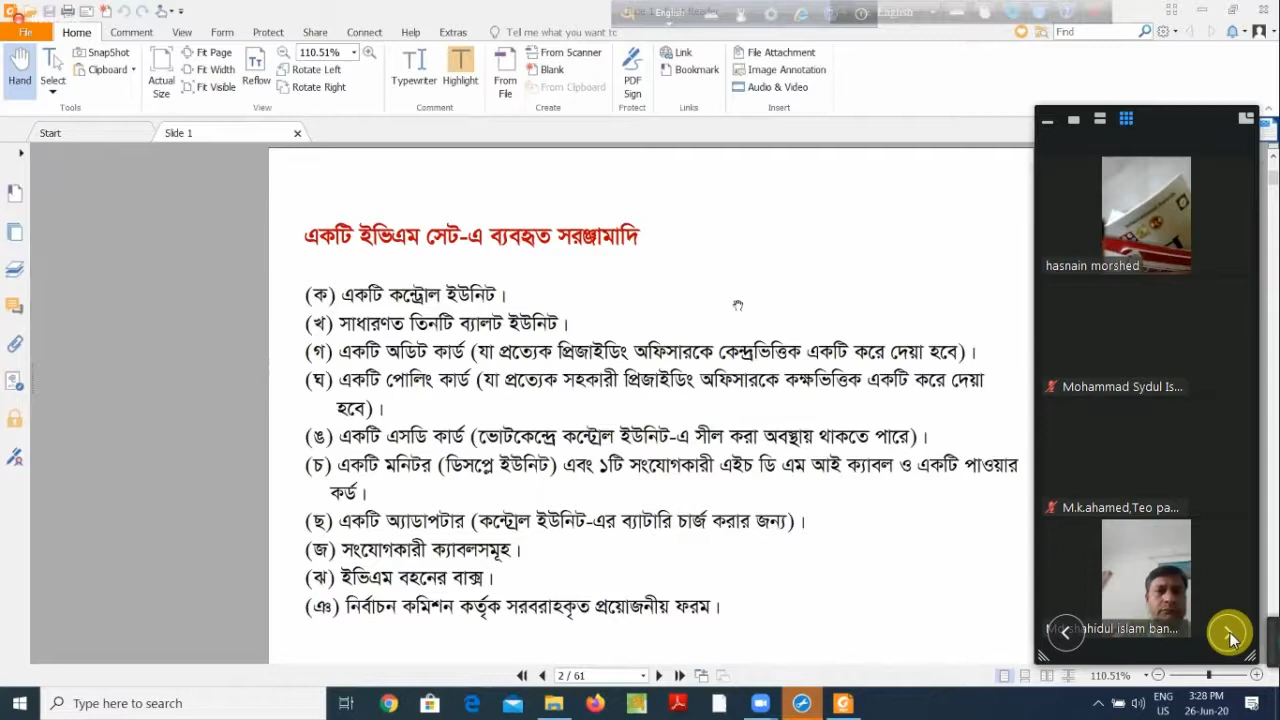 File Home Comment View Form Protect Share Connect Help Extras Tell me what you want to Find
SnapShot
Clipboard
Hand Select
Tools
Actual Size
Fit Page
Fit Width
Fit Visible
Reflow
110.51%
Rotate Left
Rotate Right
View
Typewriter Highlight
Comment
From File
From Scanner
Blank
From Clipboard
Create
PDF Sign
Protect
Link
Bookmark
Links
File Attachment
Image Annotation
Audio & Video
Insert
Start Slide 1
একটি ইভিএম সেট-এ ব্যবহৃত সরঞ্জামাদি
(ক) একটি কন্ট্রোল ইউনিট।
(খ) সাধারণত তিনটি ব্যালট ইউনিট।
(গ) একটি অডিট কার্ড (যা প্রত্যেক প্রিজাইডিং অফিসারকে কেন্দ্রভিত্তিক একটি করে দেয়া হবে)।
(ঘ) একটি পোলিং কার্ড (যা প্রত্যেক সহকারী প্রিজাইডিং অফিসারকে কক্ষভিত্তিক একটি করে দেয়া
হবে)।
(ঙ) একটি এসডি কার্ড (ভোটকেন্দ্রে কন্ট্রোল ইউনিট-এ সীল করা অবস্থায় থাকতে পারে)।
(চ) একটি মনিটর (ডিসপ্লে ইউনিট) এবং ১টি সংযোগকারী এইচ ডি এম আই ক্যাবল ও একটি পাওয়ার
কর্ড।
(ছ) একটি অ্যাডাপটার (কন্ট্রোল ইউনিট-এর ব্যাটারি চার্জ করার জন্য)।
(জ) সংযোগকারী ক্যাবলসমূহ।
(ঝ) ইভিএম বহনের বাক্স।
(ঞ) নির্বাচন কমিশন কর্তৃক সরবরাহকৃত প্রয়োজনীয় ফরম।
hasnain morshed
Mohammad Sydul Is...
M.k.ahamed,Teo pa...
Md shahidul islam ban...
2 / 61
110.51%
Type here to search
ENG
US
3:28 PM
26-Jun-20